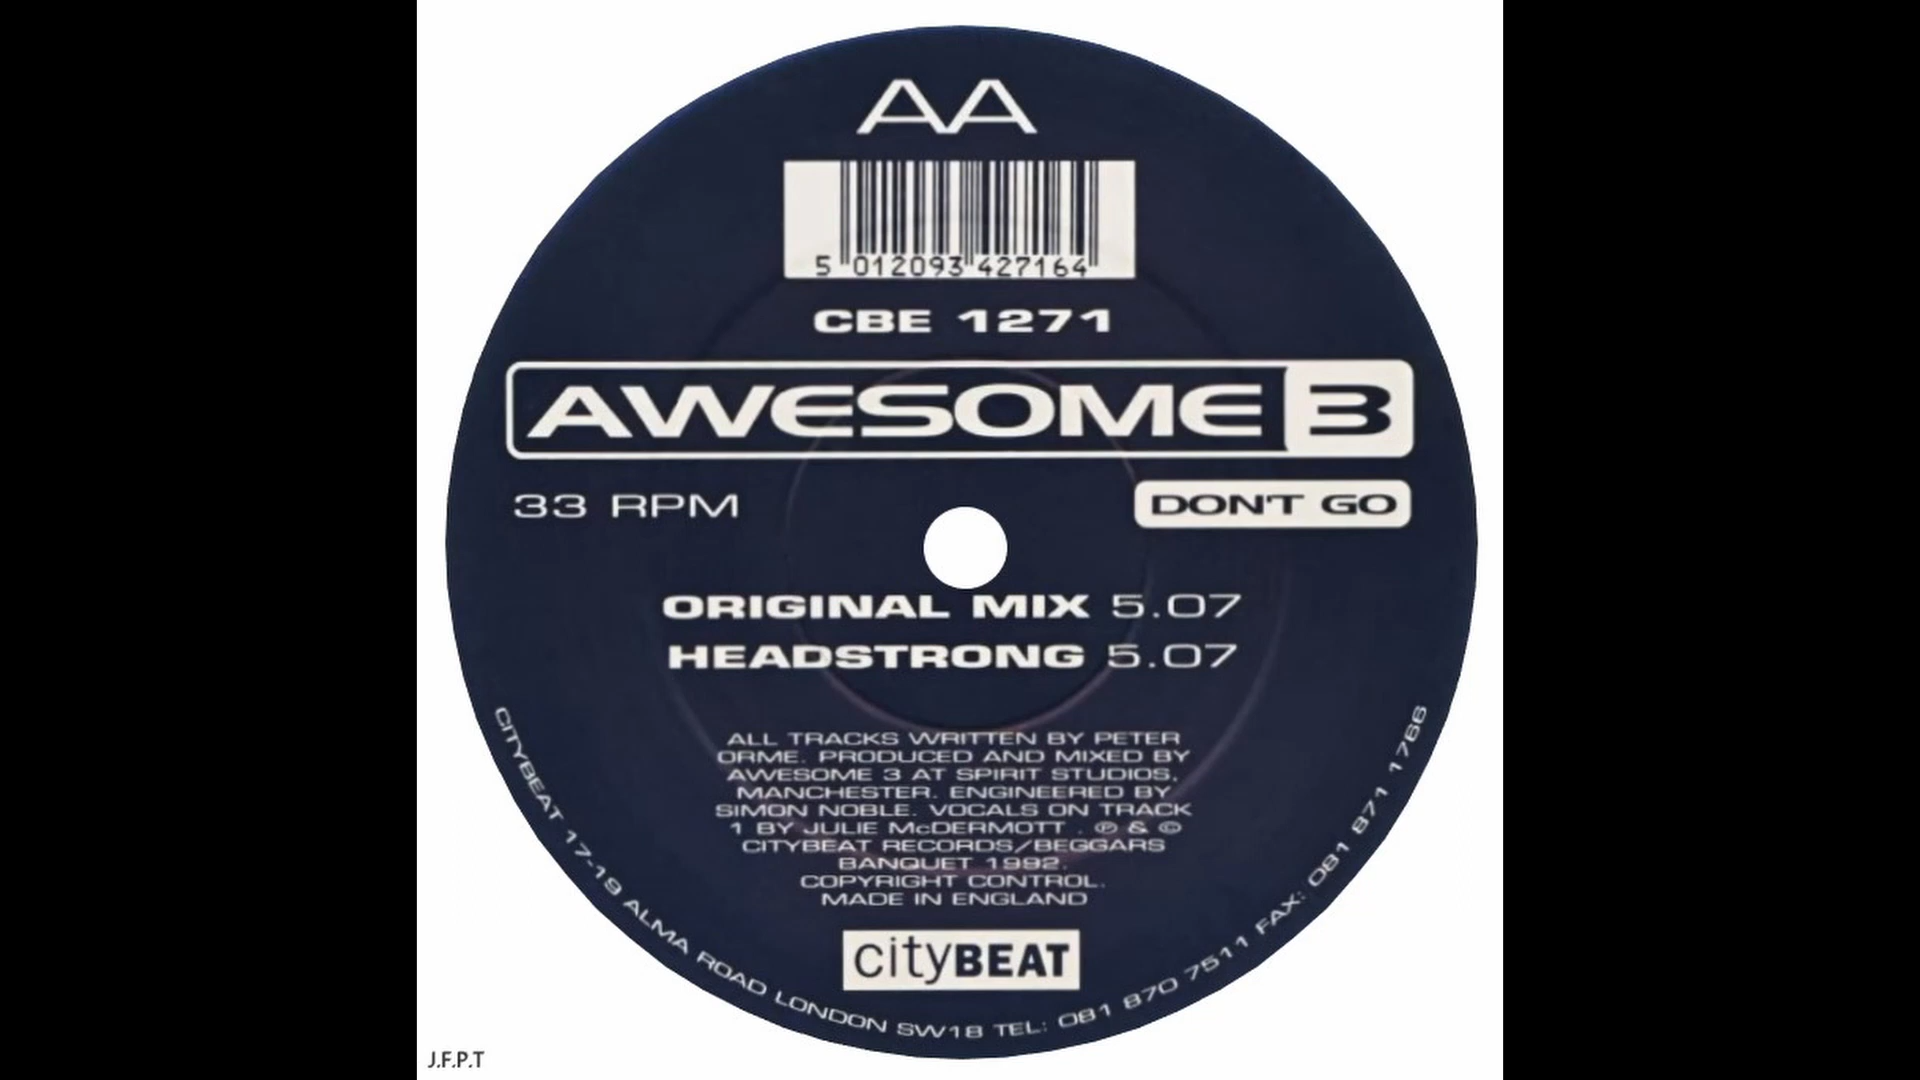 AA
5 012093 427164
CBE 1271
AWESOME 3
33 RPM
DON'T GO
ORIGINAL MIX 5.07
HEADSTRONG 5.07
ALL TRACKS WRITTEN BY PETER
ORME. PRODUCED AND MIXED BY
AWESOME 3 AT SPIRIT STUDIOS,
MANCHESTER. ENGINEERED BY
SIMON NOBLE. VOCALS ON TRACK
1 BY JULIE McDERMOTT . ℗ & ©
CITYBEAT RECORDS/BEGGARS
BANQUET 1992.
COPYRIGHT CONTROL.
MADE IN ENGLAND
cityBEAT
CITYBEAT 17-19 ALMA ROAD LONDON SW18 TEL: 081 870 7511 FAX: 081 871 1766
J.F.P.T